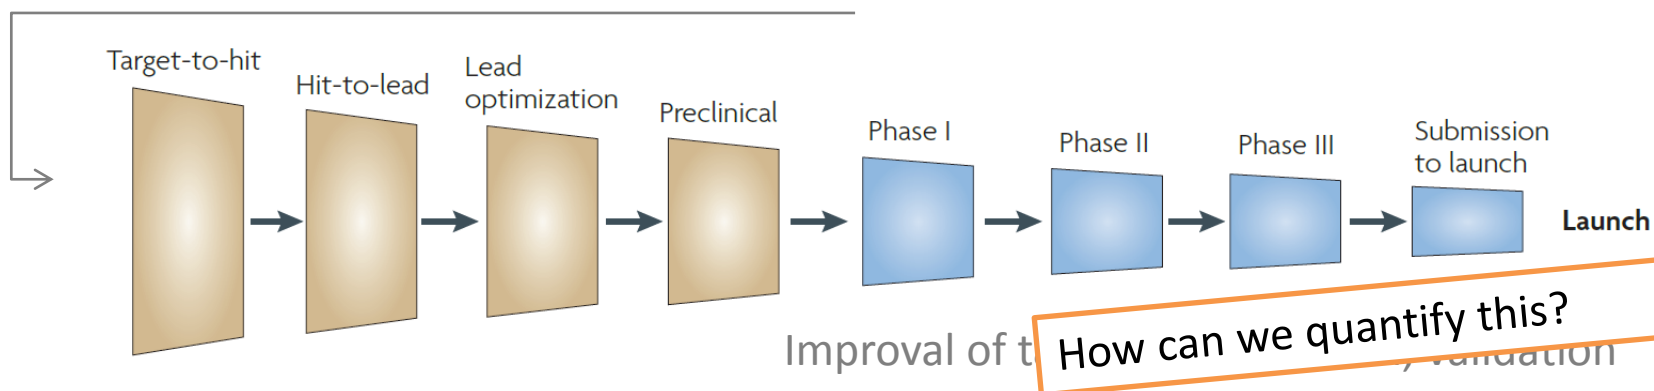 Target-to-hit
Hit-to-lead
Lead
optimization
Preclinical
Phase I
Phase II
Phase III
Submission
to launch
Launch
How can we quantify this?
Improval of